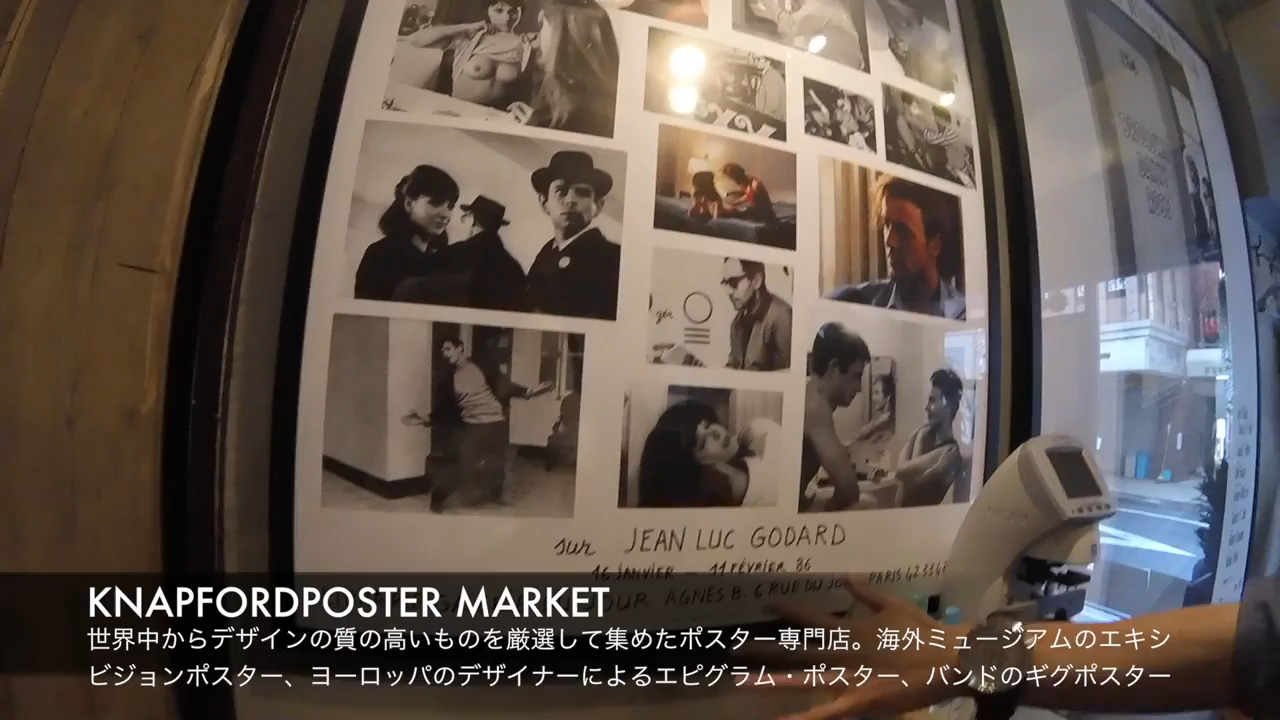 sur JEAN LUC GODARD
16 JANVIER — 11 FÉVRIER 86
POUR AGNÈS B. 6 RUE DU JO PARIS
KNAPFORDPOSTER MARKET
世界中からデザインの質の高いものを厳選して集めたポスター専門店。海外ミュージアムのエキシ
ビジョンポスター、ヨーロッパのデザイナーによるエピグラム・ポスター、バンドのギグポスター